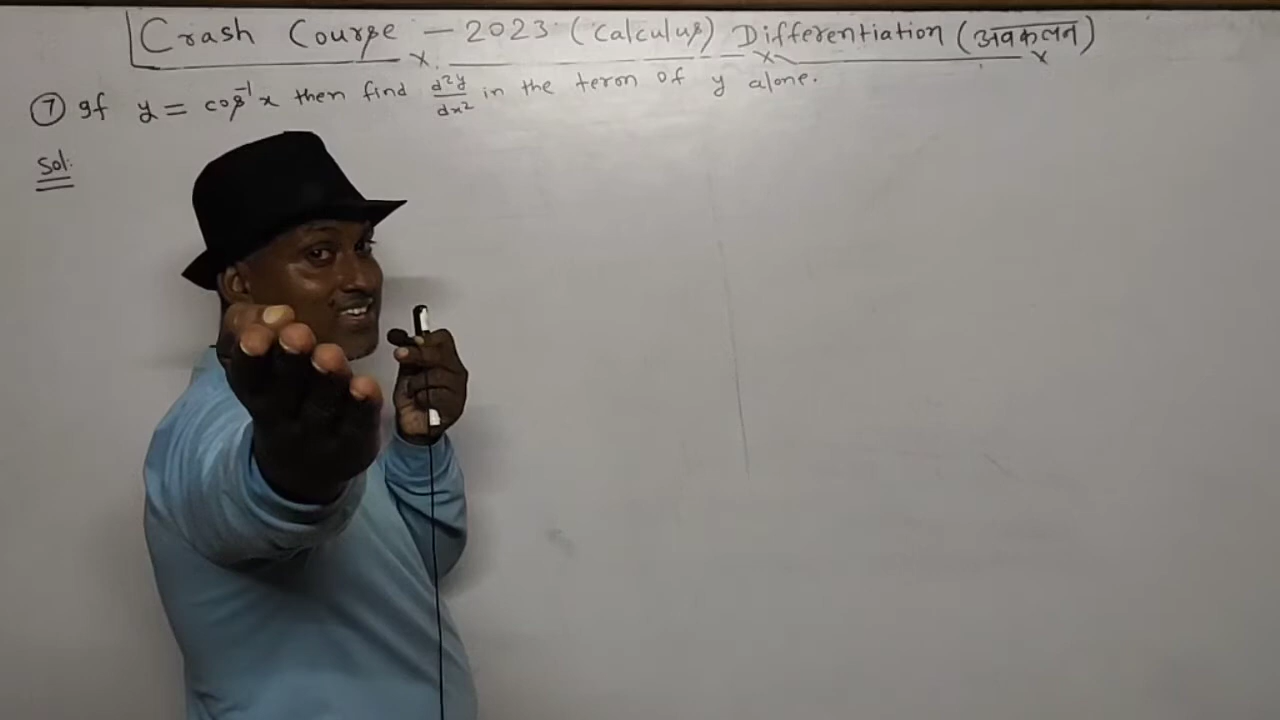 Crash Course - 2023 (Calculus) Differentiation (अवकलन)
⑦ If y = cos⁻¹x then find d²y/dx² in the term of y alone.
Sol: